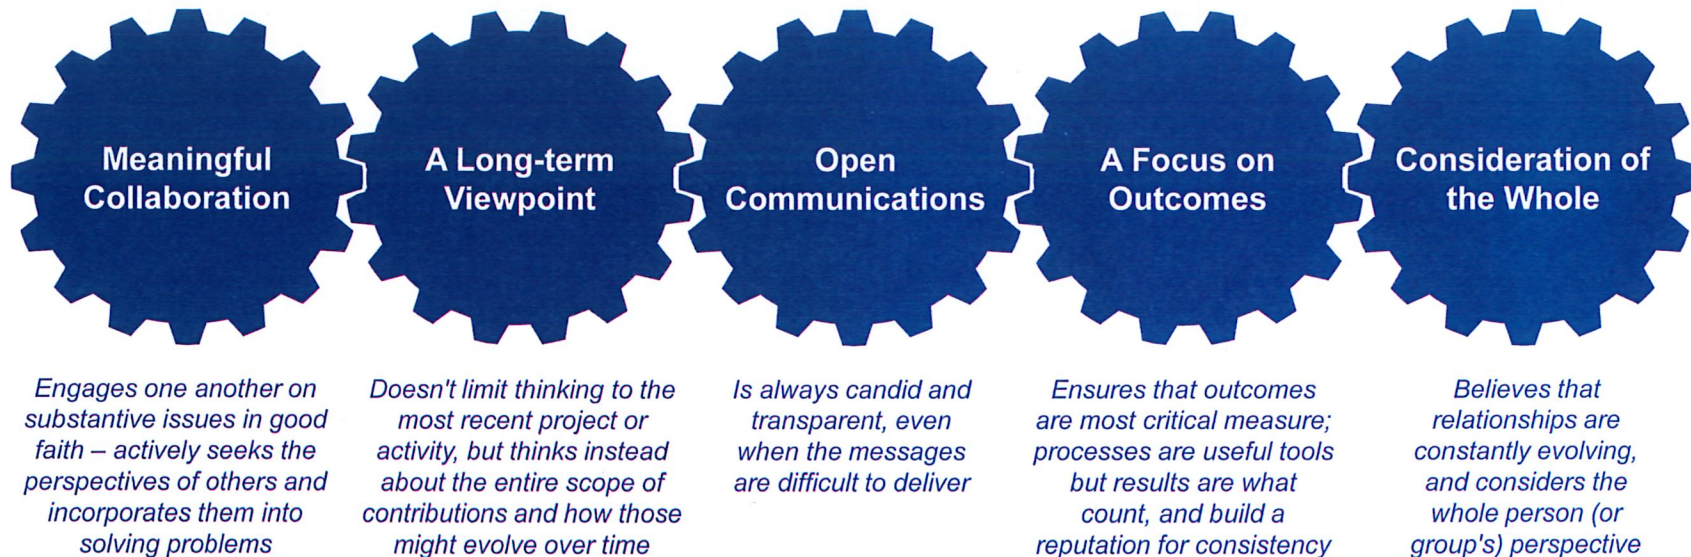 Meaningful
Collaboration
A Long-term
Viewpoint
Open
Communications
A Focus on
Outcomes
Consideration of
the Whole
Engages one another on
substantive issues in good
faith – actively seeks the
perspectives of others and
incorporates them into
solving problems
Doesn't limit thinking to the
most recent project or
activity, but thinks instead
about the entire scope of
contributions and how those
might evolve over time
Is always candid and
transparent, even
when the messages
are difficult to deliver
Ensures that outcomes
are most critical measure;
processes are useful tools
but results are what
count, and build a
reputation for consistency
Believes that
relationships are
constantly evolving,
and considers the
whole person (or
group's) perspective